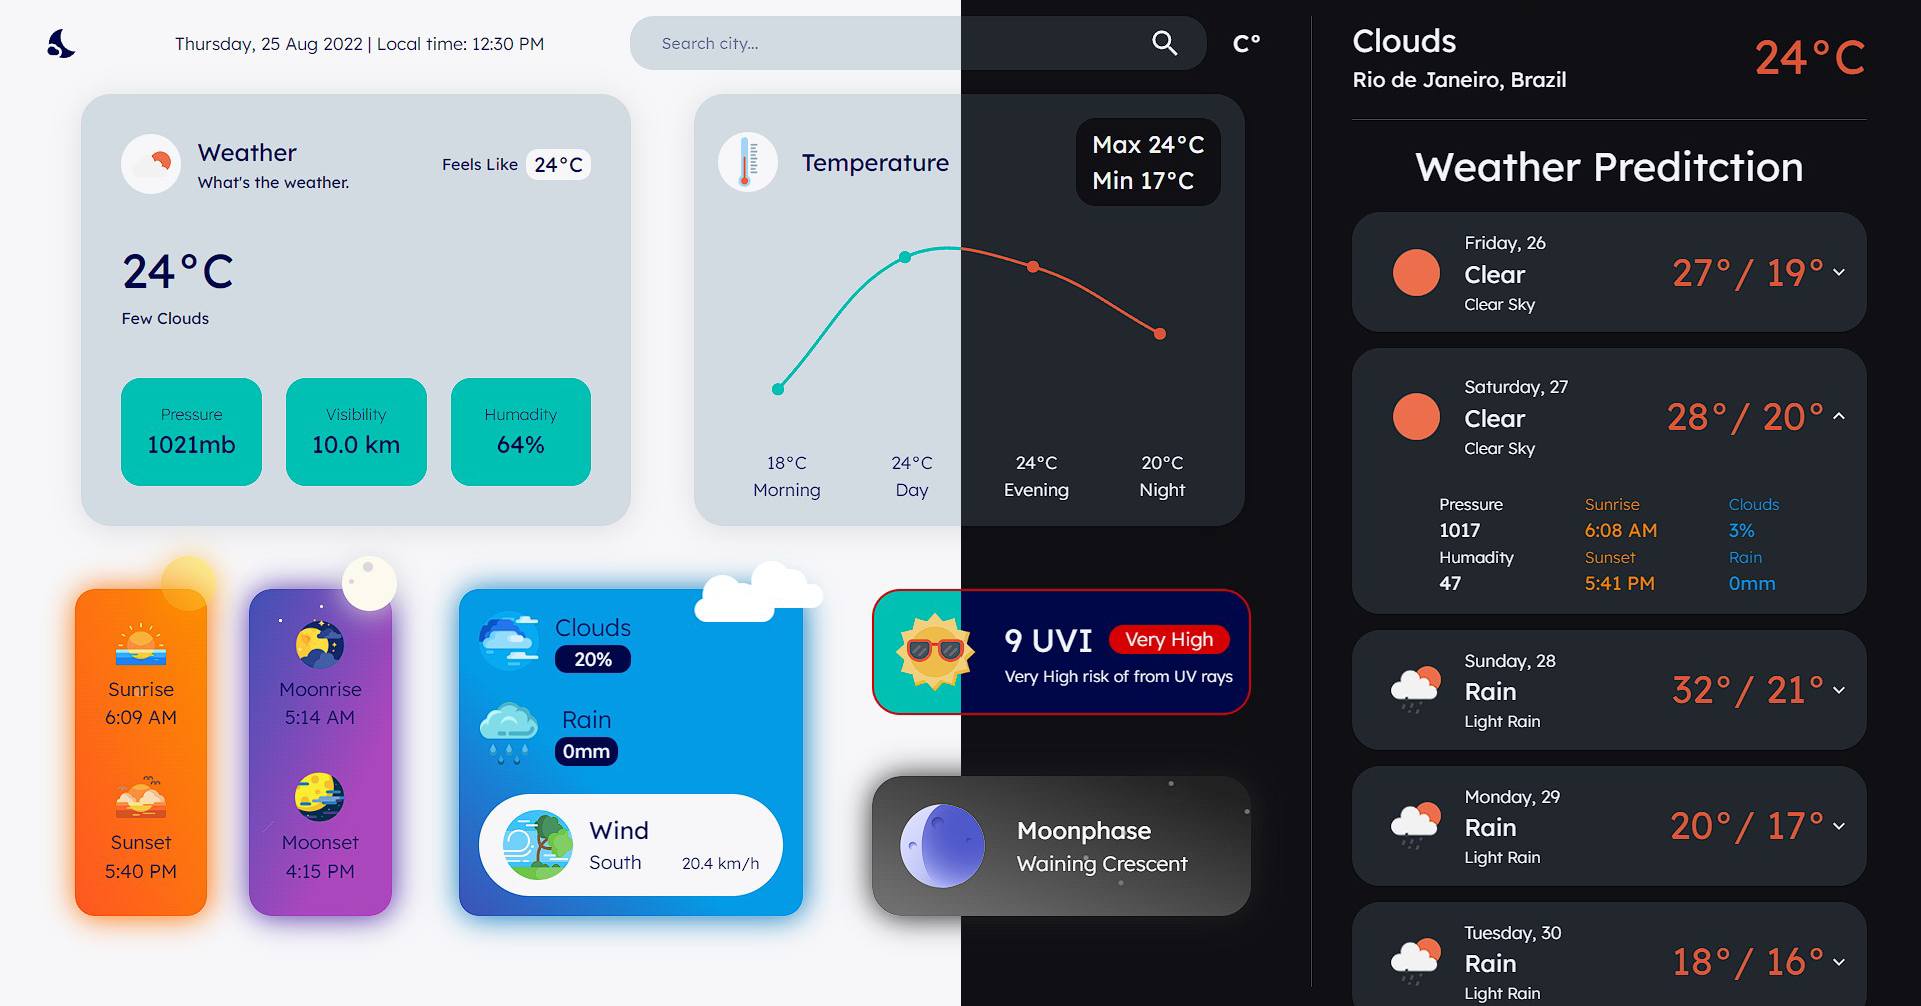 Thursday, 25 Aug 2022 | Local time: 12:30 PM
Search city...
C°
Weather
What's the weather.
Feels Like 24°C
24°C
Few Clouds
Pressure
1021mb
Visibility
10.0 km
Humadity
64%
Temperature
Max 24°C
Min 17°C
18°C
Morning
24°C
Day
24°C
Evening
20°C
Night
Sunrise
6:09 AM
Sunset
5:40 PM
Moonrise
5:14 AM
Moonset
4:15 PM
Clouds
20%
Rain
0mm
Wind
South 20.4 km/h
9 UVI Very High
Very High risk of from UV rays
Moonphase
Waining Crescent
Clouds
Rio de Janeiro, Brazil
24°C
Weather Preditction
Friday, 26
Clear
Clear Sky
27°/ 19°
Saturday, 27
Clear
Clear Sky
28°/ 20°
Pressure
1017
Humadity
47
Sunrise
6:08 AM
Sunset
5:41 PM
Clouds
3%
Rain
0mm
Sunday, 28
Rain
Light Rain
32°/ 21°
Monday, 29
Rain
Light Rain
20°/ 17°
Tuesday, 30
Rain
Light Rain
18°/ 16°